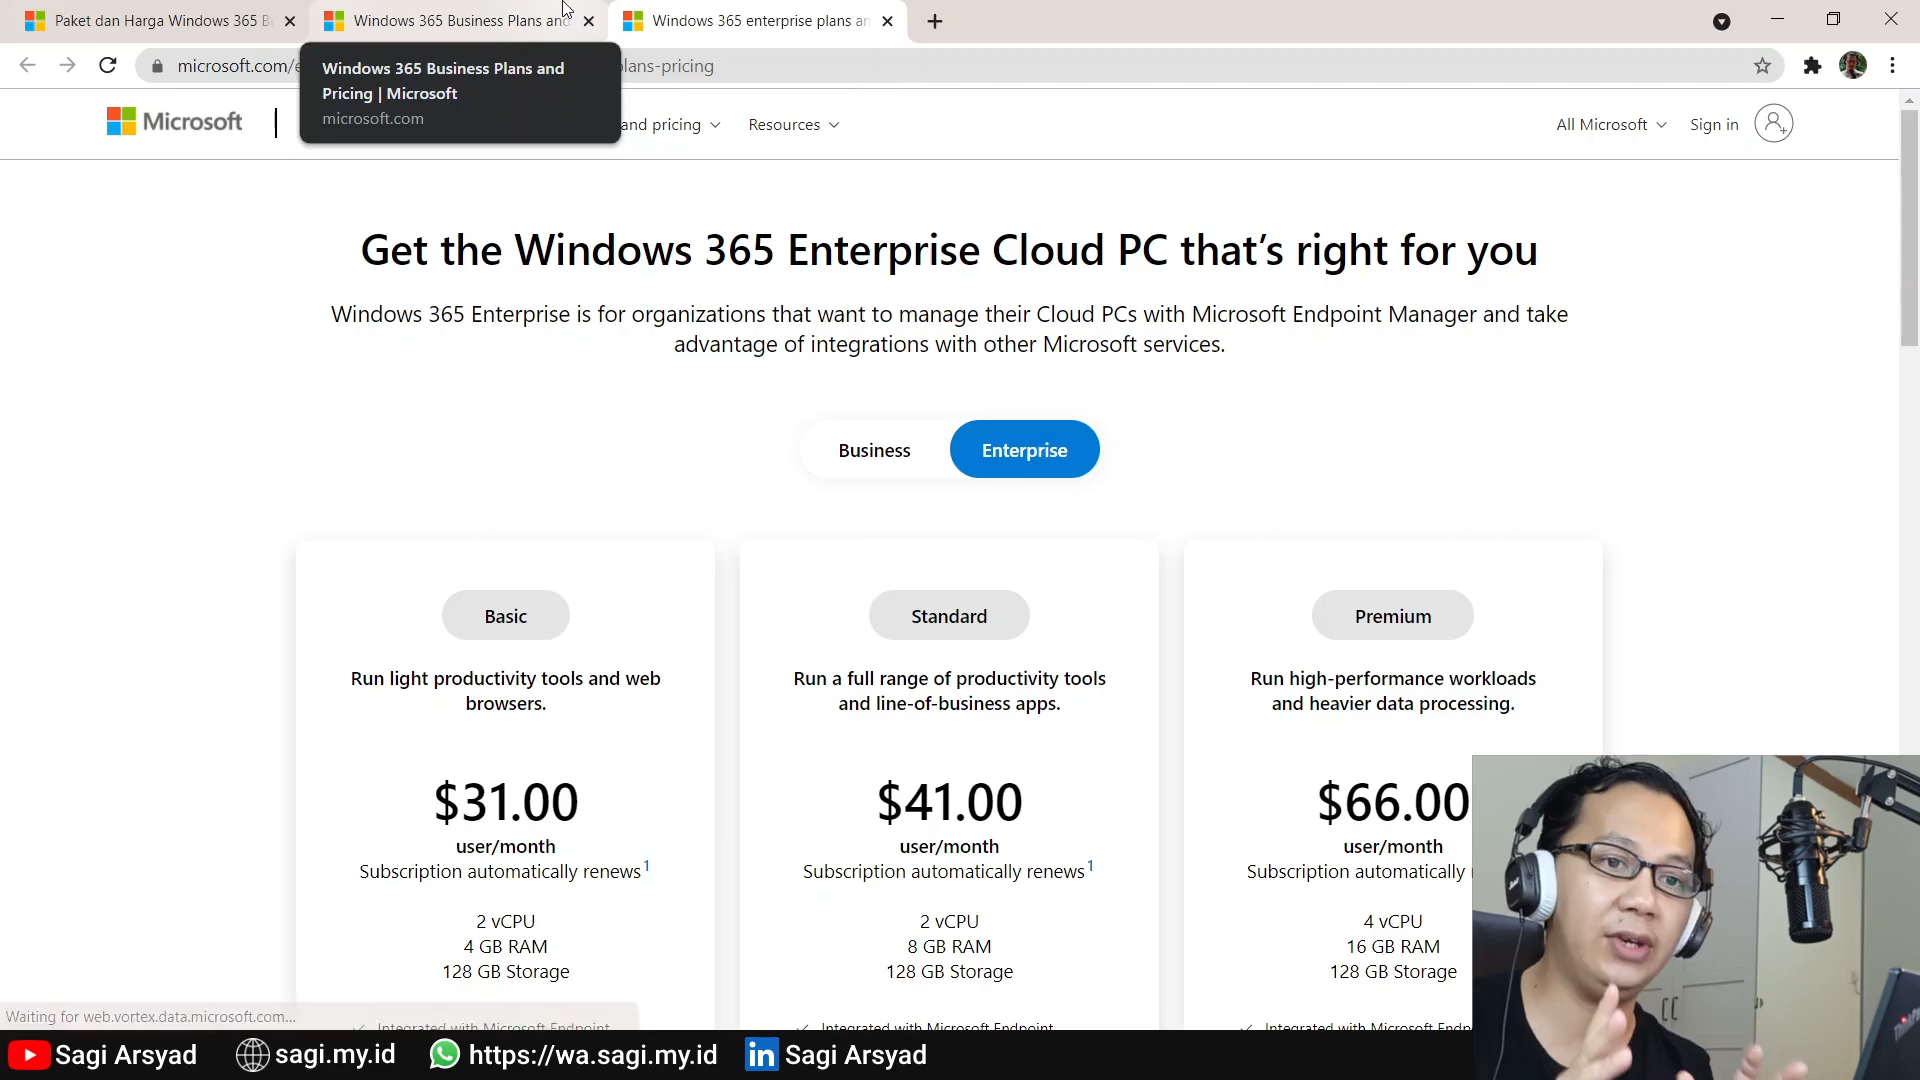 Paket dan Harga Windows 365 B
Windows 365 Business Plans and
Windows 365 enterprise plans an
microsoft.com/e
lans-pricing
Windows 365 Business Plans and
Pricing | Microsoft
microsoft.com
Microsoft
and pricing
Resources
All Microsoft
Sign in
Get the Windows 365 Enterprise Cloud PC that’s right for you
Windows 365 Enterprise is for organizations that want to manage their Cloud PCs with Microsoft Endpoint Manager and take
advantage of integrations with other Microsoft services.
Business
Enterprise
Basic
Run light productivity tools and web
browsers.
$31.00
user/month
Subscription automatically renews1
2 vCPU
4 GB RAM
128 GB Storage
Integrated with Microsoft Endpoint
Standard
Run a full range of productivity tools
and line-of-business apps.
$41.00
user/month
Subscription automatically renews1
2 vCPU
8 GB RAM
128 GB Storage
Integrated with Microsoft Endpoint
Premium
Run high-performance workloads
and heavier data processing.
$66.00
user/month
Subscription automatically
4 vCPU
16 GB RAM
128 GB Storage
Integrated with Microsoft Endp
Waiting for web.vortex.data.microsoft.com...
Sagi Arsyad
sagi.my.id
https://wa.sagi.my.id
in Sagi Arsyad